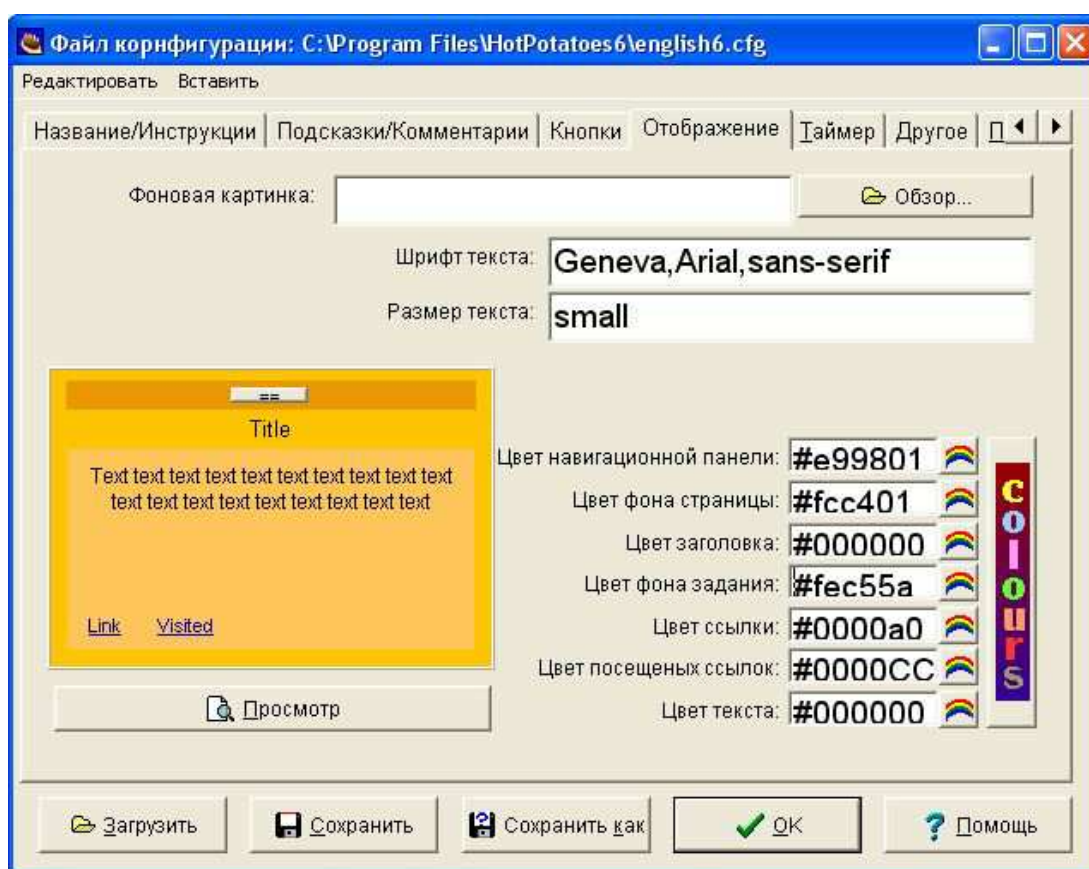 Файл корнфигурации: C:\Program Files\HotPotatoes6\english6.cfg
Редактировать Вставить
Название/Инструкции Подсказки/Комментарии Кнопки Отображение Таймер Другое П
Фоновая картинка: Обзор...
Шрифт текста: Geneva,Arial,sans-serif
Размер текста: small
==
Title
Text text text text text text text text text text
text text text text text text text text text
Link Visited
Просмотр
Цвет навигационной панели: #e99801
Цвет фона страницы: #fcc401
Цвет заголовка: #000000
Цвет фона задания: #fec55a
Цвет ссылки: #0000a0
Цвет посещеных ссылок: #0000CC
Цвет текста: #000000
Colours
Загрузить Сохранить Сохранить как OK Помощь